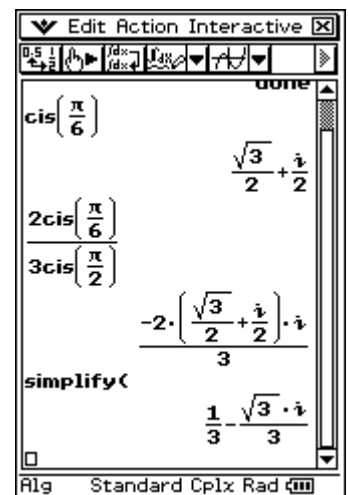 Edit Action Interactive
done
cis(π/6)
√3/2+i/2
2cis(π/6)/3cis(π/2)
-2·(√3/2+i/2)·i/3
simplify(
1/3-√3·i/3
Alg Standard Cplx Rad